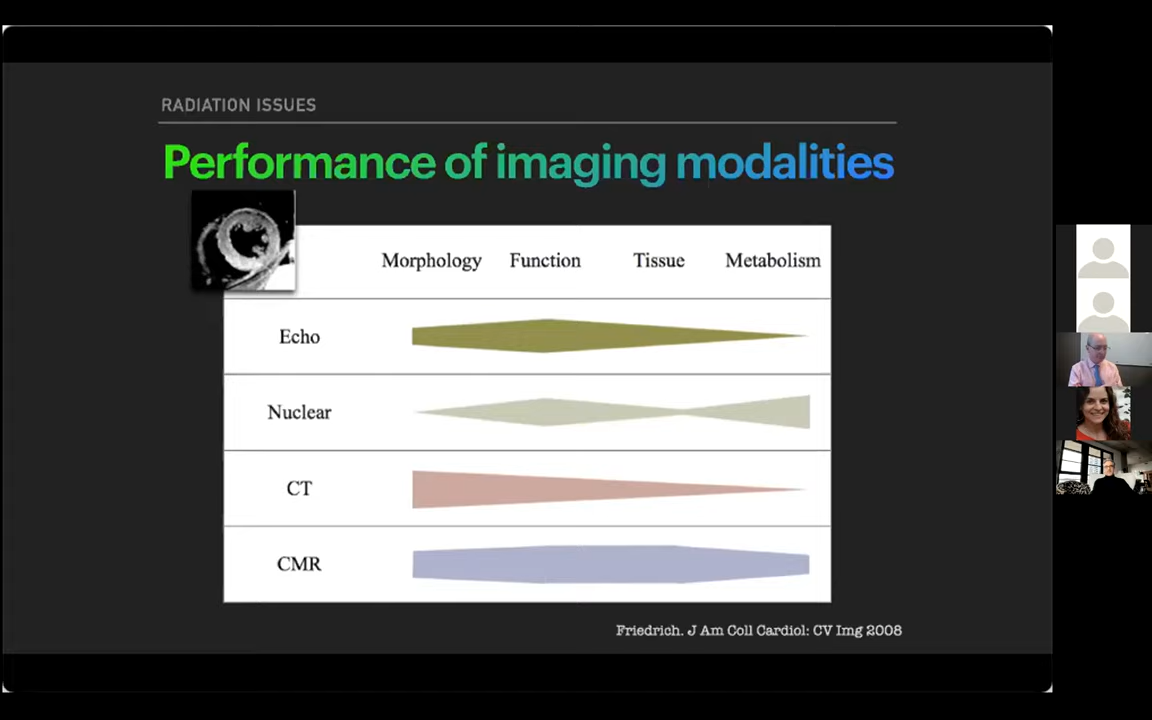 RADIATION ISSUES
Performance of imaging modalities
Morphology Function Tissue Metabolism
Echo
Nuclear
CT
CMR
Friedrich. J Am Coll Cardiol: CV Img 2008